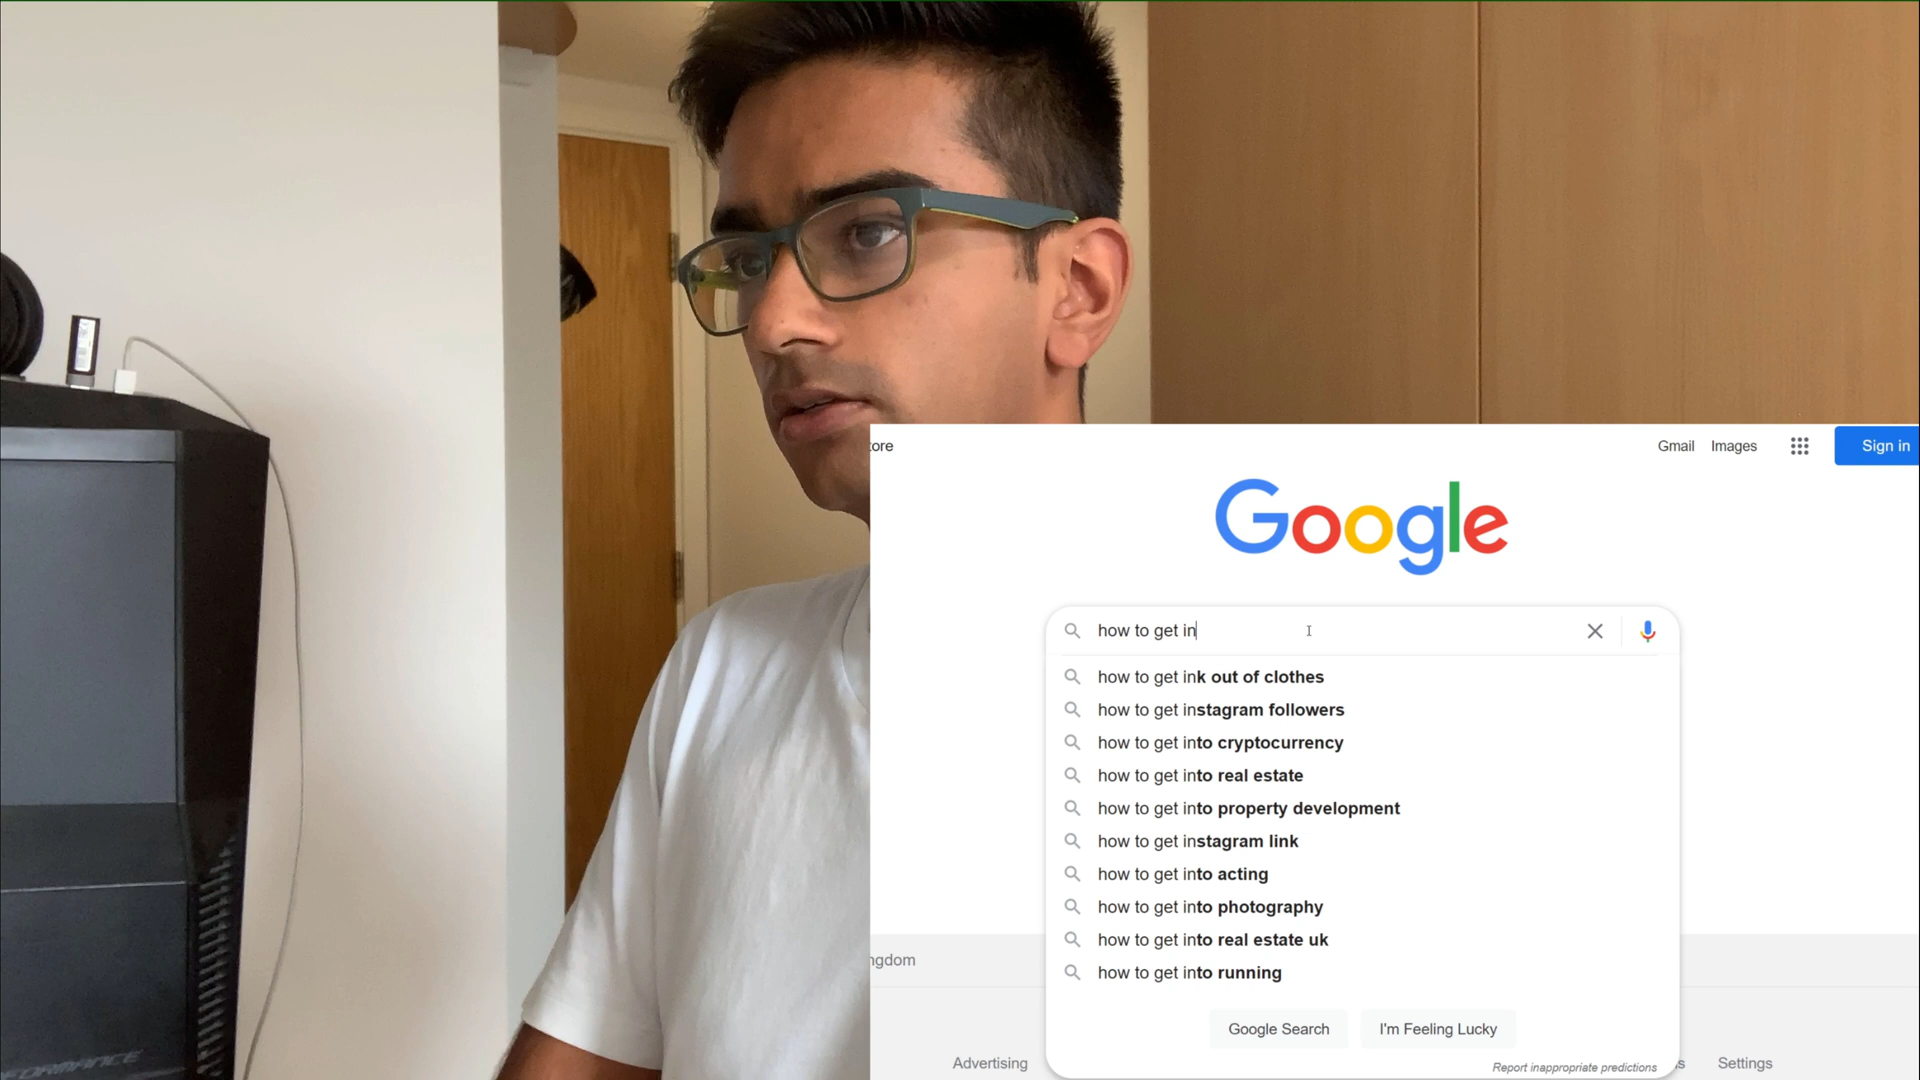 tore
Gmail Images
Sign in
Google
how to get in
how to get ink out of clothes
how to get instagram followers
how to get into cryptocurrency
how to get into real estate
how to get into property development
how to get instagram link
how to get into acting
how to get into photography
how to get into real estate uk
how to get into running
ngdom
Google Search
I'm Feeling Lucky
Report inappropriate predictions
Advertising
s
Settings
FORMANCE